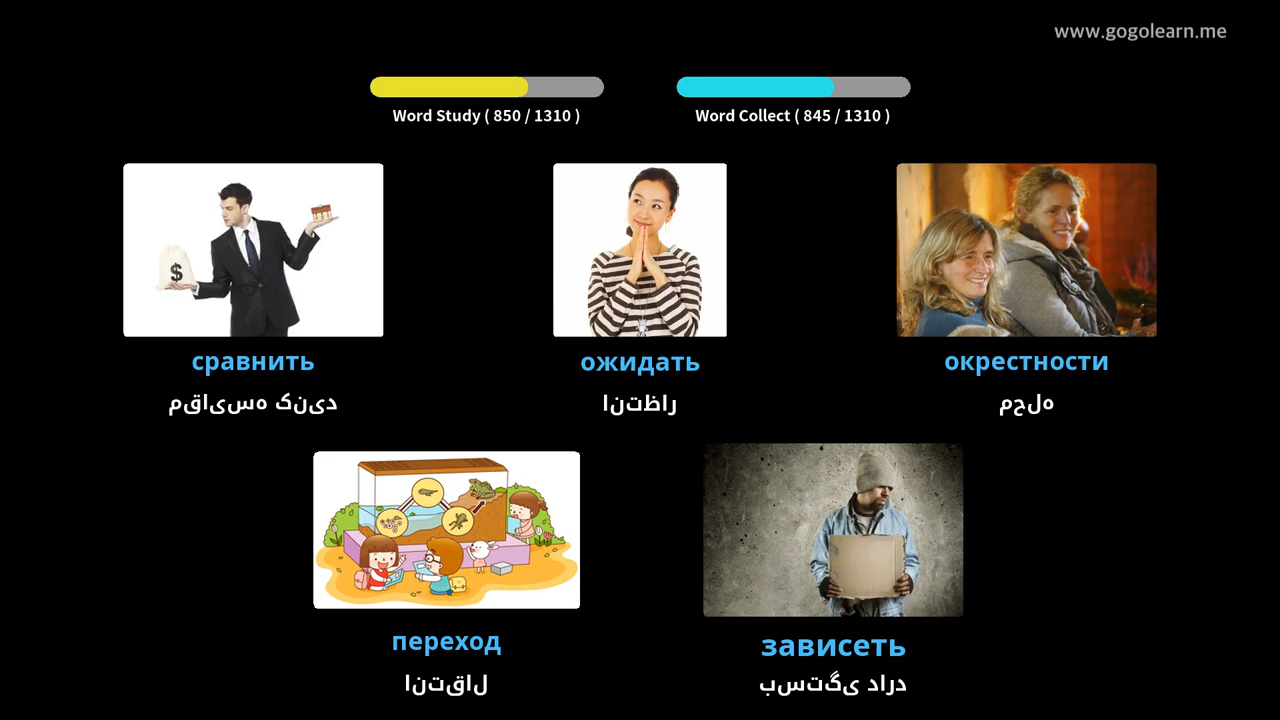 www.gogolearn.me
Word Study ( 850 / 1310 )
Word Collect ( 845 / 1310 )
$
сравнить
ожидать
окрестности
مقایسه کنید
انتظار
محله
переход
зависеть
انتقال
بستگی دارد